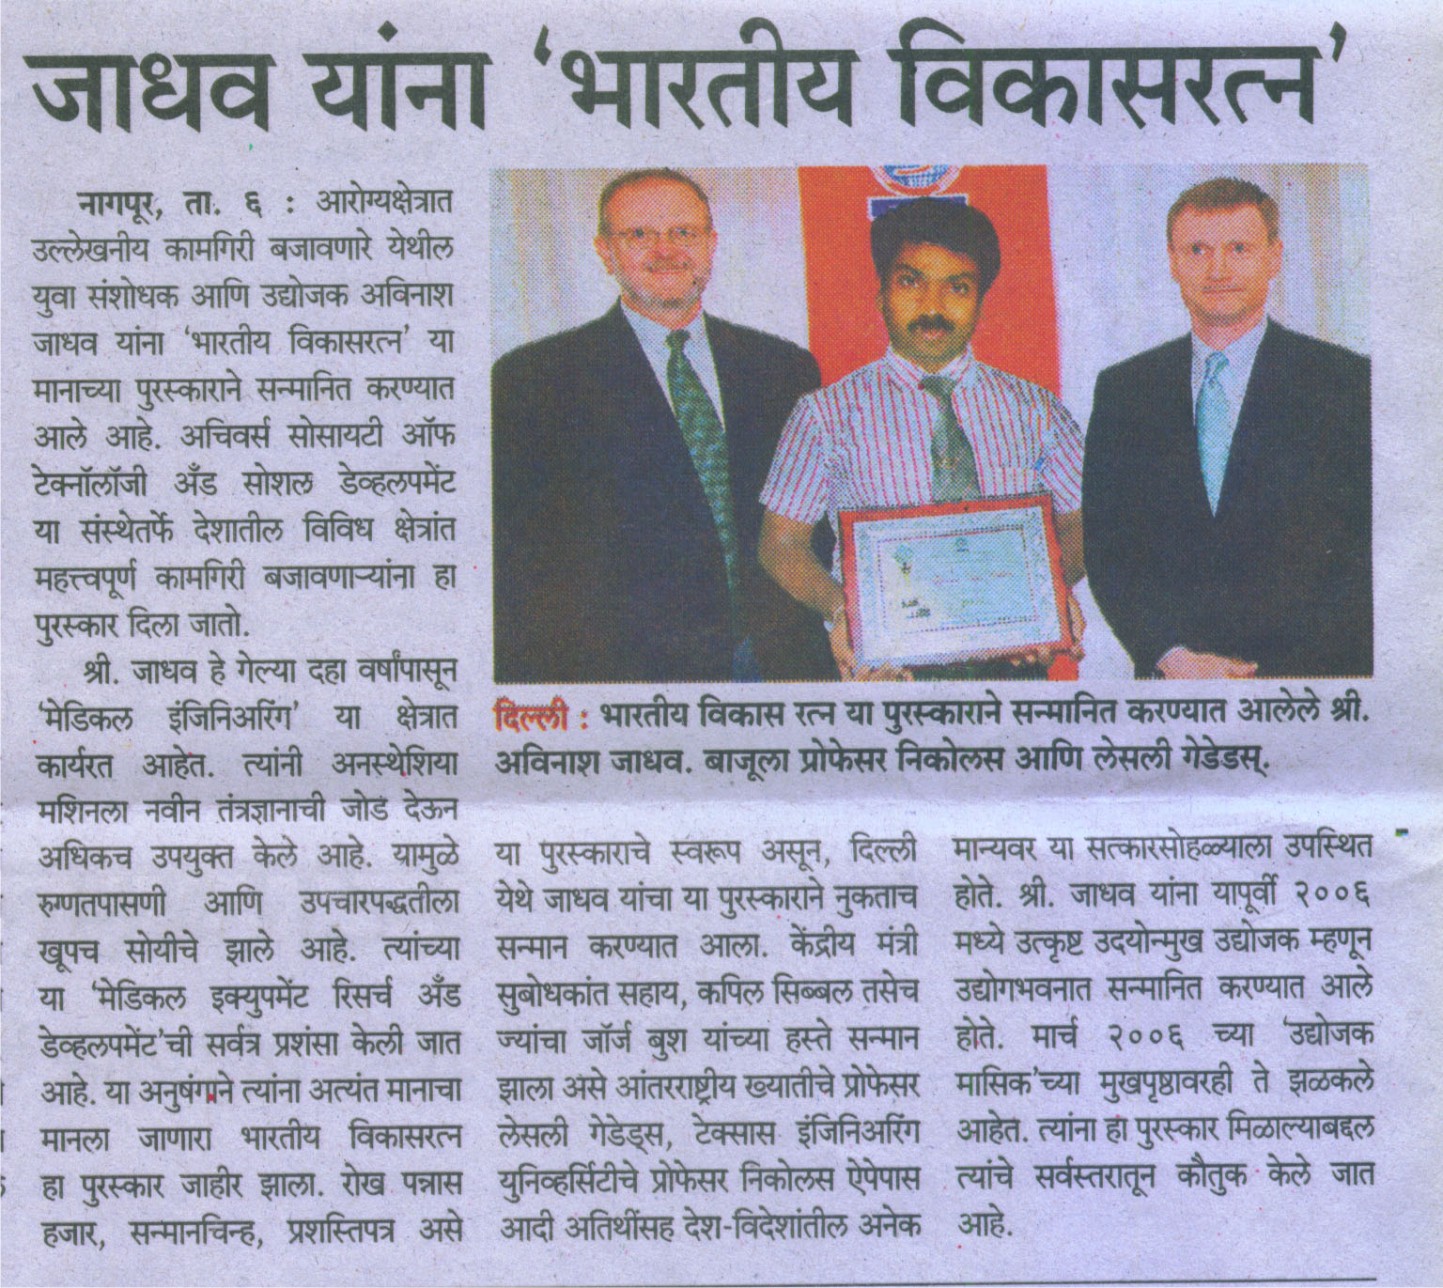 जाधव यांना ‘भारतीय विकासरत्न’
नागपूर, ता. ६ : आरोग्यक्षेत्रात
उल्लेखनीय कामगिरी बजावणारे येथील
युवा संशोधक आणि उद्योजक अविनाश
जाधव यांना ‘भारतीय विकासरत्न’ या
मानाच्या पुरस्काराने सन्मानित करण्यात
आले आहे. अचिवर्स सोसायटी ऑफ
टेक्नॉलॉजी अँड सोशल डेव्हलपमेंट
या संस्थेतर्फे देशातील विविध क्षेत्रांत
महत्त्वपूर्ण कामगिरी बजावणाऱ्यांना हा
पुरस्कार दिला जातो.
श्री. जाधव हे गेल्या दहा वर्षांपासून
‘मेडिकल इंजिनिअरिंग’ या क्षेत्रात
कार्यरत आहेत. त्यांनी अनस्थेशिया
मशिनला नवीन तंत्रज्ञानाची जोड देऊन
अधिकच उपयुक्त केले आहे. यामुळे
रुग्णतपासणी आणि उपचारपद्धतीला
खूपच सोयीचे झाले आहे. त्यांच्या
या ‘मेडिकल इक्युपमेंट रिसर्च अँड
डेव्हलपमेंट’ची सर्वत्र प्रशंसा केली जात
आहे. या अनुषंगाने त्यांना अत्यंत मानाचा
मानला जाणारा भारतीय विकासरत्न
हा पुरस्कार जाहीर झाला. रोख पन्नास
हजार, सन्मानचिन्ह, प्रशस्तिपत्र असे
दिल्ली : भारतीय विकास रत्न या पुरस्काराने सन्मानित करण्यात आलेले श्री.
अविनाश जाधव. बाजूला प्रोफेसर निकोलस आणि लेसली गेडेडस्.
या पुरस्काराचे स्वरूप असून, दिल्ली
येथे जाधव यांचा या पुरस्काराने नुकताच
सन्मान करण्यात आला. केंद्रीय मंत्री
सुबोधकांत सहाय, कपिल सिब्बल तसेच
ज्यांचा जॉर्ज बुश यांच्या हस्ते सन्मान
झाला असे आंतरराष्ट्रीय ख्यातीचे प्रोफेसर
लेसली गेडेड्स, टेक्सास इंजिनिअरिंग
युनिव्हर्सिटीचे प्रोफेसर निकोलस ऐपेपास
आदी अतिथींसह देश-विदेशांतील अनेक
मान्यवर या सत्कारसोहळ्याला उपस्थित
होते. श्री. जाधव यांना यापूर्वी २००६
मध्ये उत्कृष्ट उदयोन्मुख उद्योजक म्हणून
उद्योगभवनात सन्मानित करण्यात आले
होते. मार्च २००६ च्या ‘उद्योजक
मासिक’च्या मुखपृष्ठावरही ते झळकले
आहेत. त्यांना हा पुरस्कार मिळाल्याबद्दल
त्यांचे सर्वस्तरातून कौतुक केले जात
आहे.